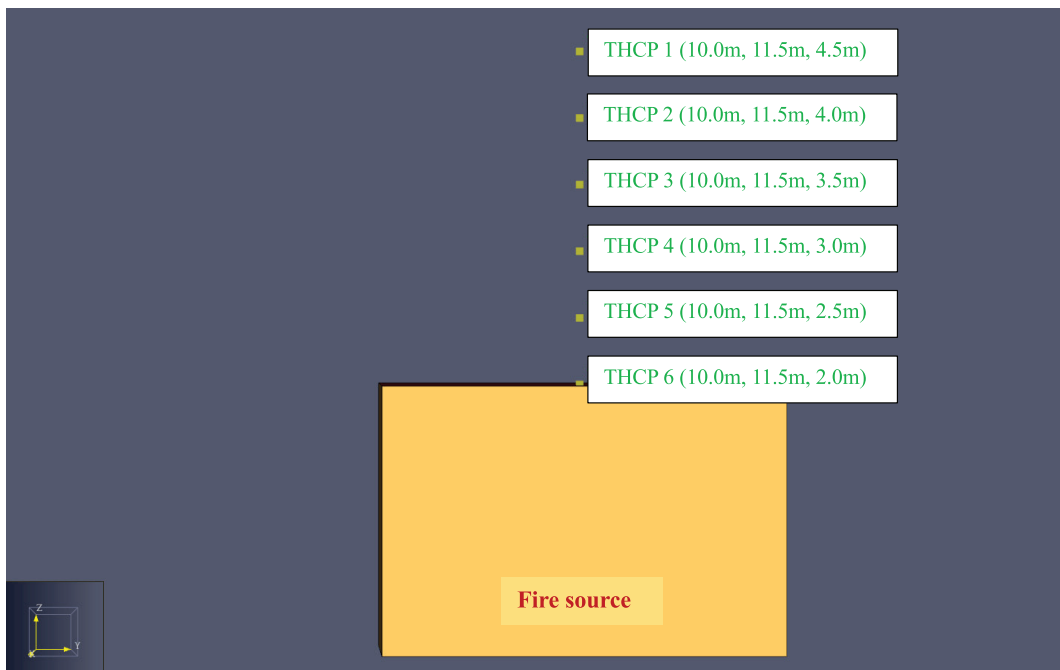 THCP 1 (10.0m, 11.5m, 4.5m)
THCP 2 (10.0m, 11.5m, 4.0m)
THCP 3 (10.0m, 11.5m, 3.5m)
THCP 4 (10.0m, 11.5m, 3.0m)
THCP 5 (10.0m, 11.5m, 2.5m)
THCP 6 (10.0m, 11.5m, 2.0m)
Fire source
Z
Y
X